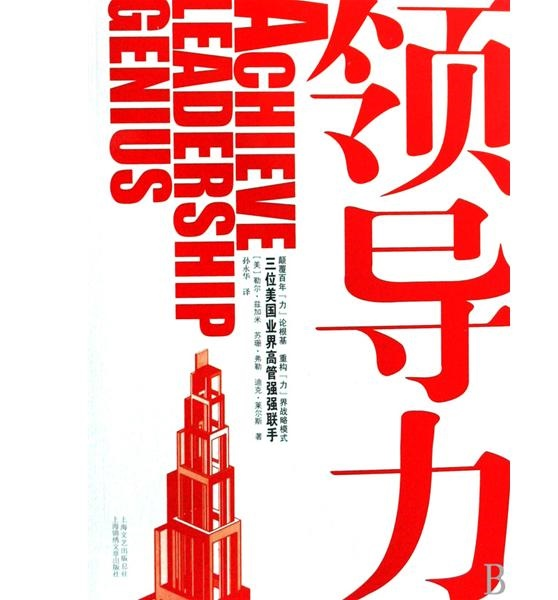 领导力
ACHIEVE
LEADERSHIP
GENIUS
颠覆百年「力」论根基 重构「力」界战略模式
三位美国业界高管强强联手
[美]勒尔·兹加米 苏珊·弗勒 迪克·莱尔斯 著
孙永华 译
上海文艺出版总社
上海锦绣文章出版社
B